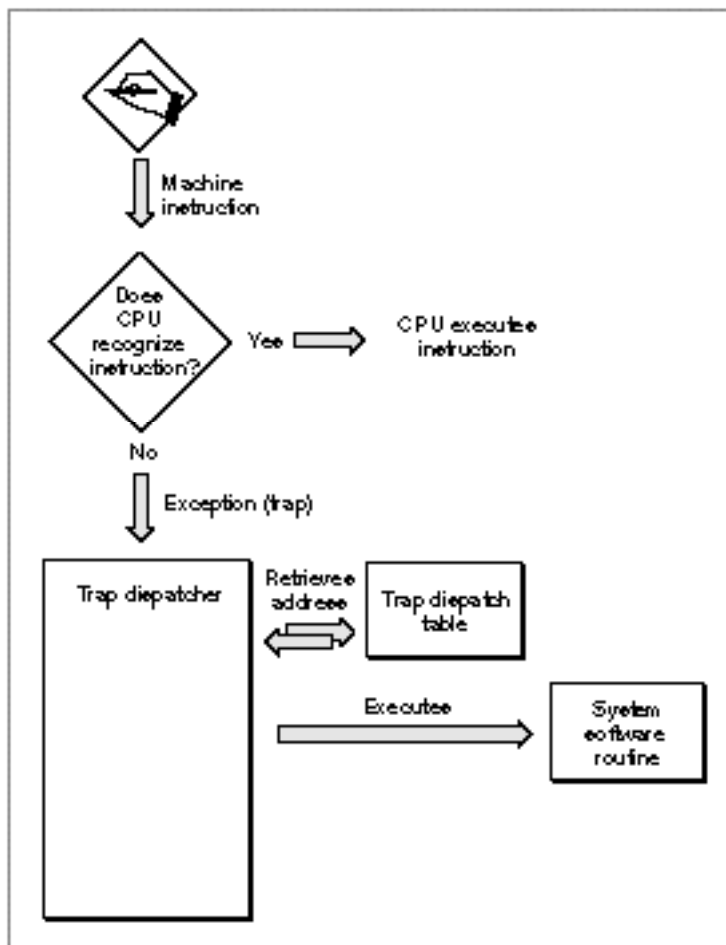 Machine
instruction
Does
CPU
recognize
instruction?
Yes
CPU executes
instruction
No
Exception (trap)
Trap dispatcher
Retrieves
address
Trap dispatch
table
Executes
System
software
routine